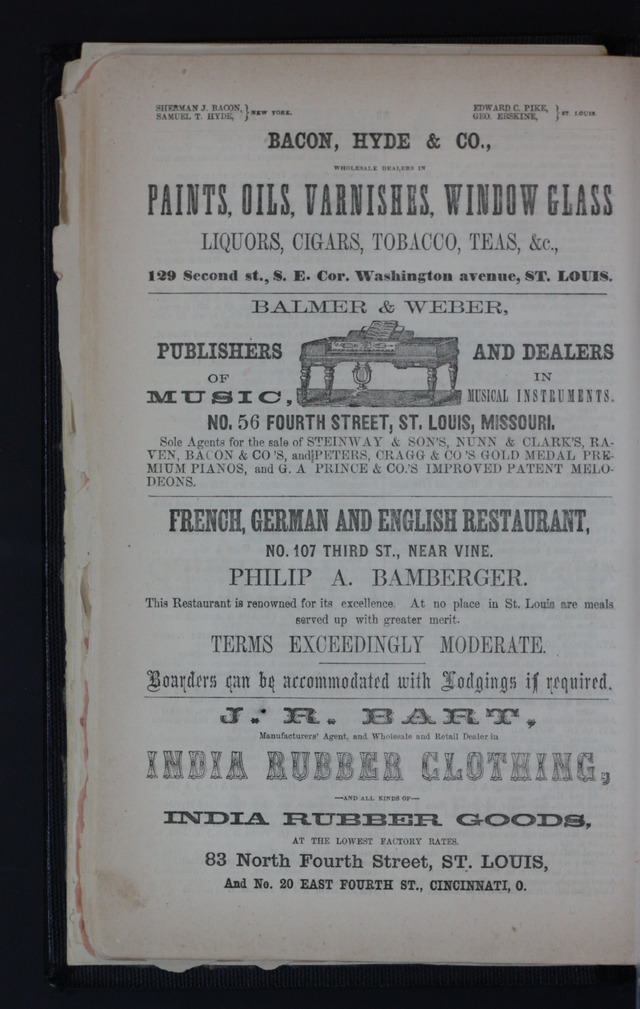 SHERMAN J. BACON, } NEW YORK. EDWARD C. PIKE, } ST. LOUIS.
SAMUEL T. HYDE, GEO. ERSKINE,
BACON, HYDE & CO.,
WHOLESALE DEALERS IN
PAINTS, OILS, VARNISHES, WINDOW GLASS
LIQUORS, CIGARS, TOBACCO, TEAS, &c.,
129 Second st., S. E. Cor. Washington avenue, ST. LOUIS.
BALMER & WEBER,
PUBLISHERS AND DEALERS
OF IN
MUSIC, MUSICAL INSTRUMENTS.
NO. 56 FOURTH STREET, ST. LOUIS, MISSOURI.
Sole Agents for the sale of STEINWAY & SON'S, NUNN & CLARK'S, RA-
VEN, BACON & CO'S, and PETERS, CRAGG & CO'S GOLD MEDAL PRE-
MIUM PIANOS, and G. A PRINCE & CO.'S IMPROVED PATENT MELO-
DEONS.
FRENCH, GERMAN AND ENGLISH RESTAURANT,
NO. 107 THIRD ST., NEAR VINE.
PHILIP A. BAMBERGER.
This Restaurant is renowned for its excellence. At no place in St. Louis are meals
served up with greater merit.
TERMS EXCEEDINGLY MODERATE.
Boarders can be accommodated with Lodgings if required.
J. R. BART,
Manufacturers' Agent, and Wholesale and Retail Dealer in
INDIA RUBBER CLOTHING,
—AND ALL KINDS OF—
INDIA RUBBER GOODS,
AT THE LOWEST FACTORY RATES.
83 North Fourth Street, ST. LOUIS,
And No. 20 EAST FOURTH ST., CINCINNATI, O.